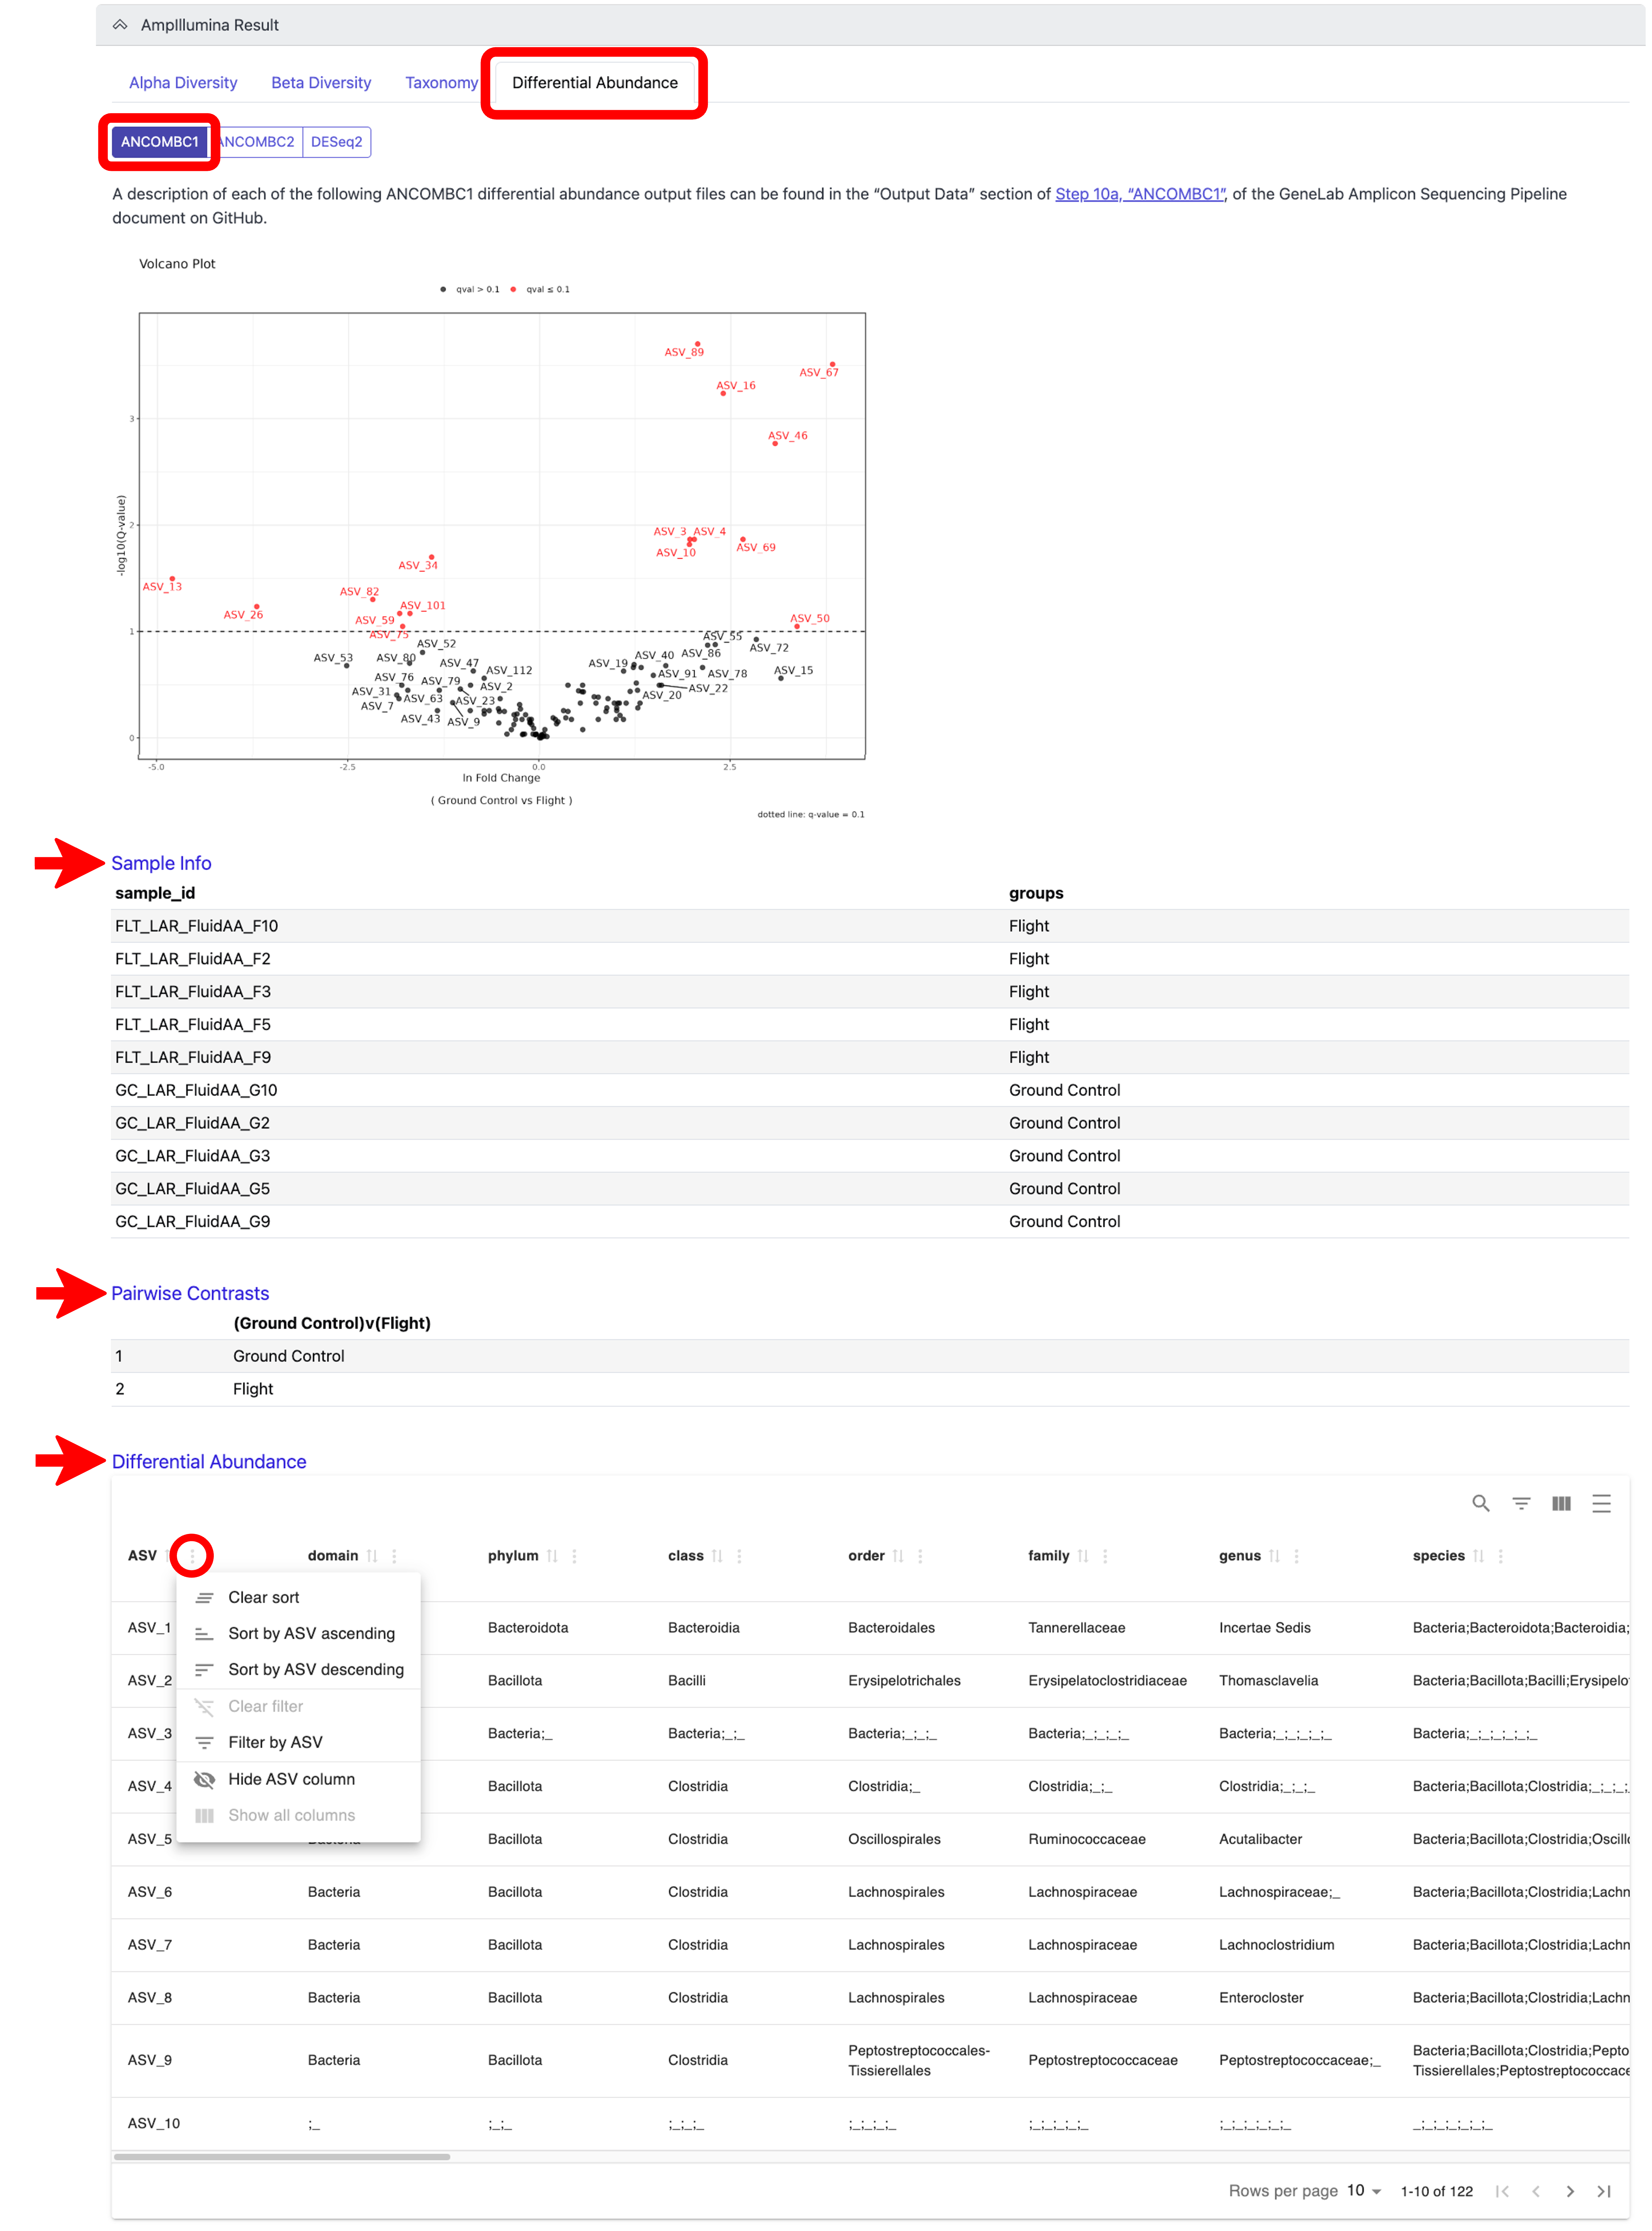 AmpIllumina Result
Alpha Diversity Beta Diversity Taxonomy Differential Abundance
ANCOMBC1 ANCOMBC2 DESeq2
A description of each of the following ANCOMBC1 differential abundance output files can be found in the “Output Data” section of Step 10a, “ANCOMBC1”, of the GeneLab Amplicon Sequencing Pipeline
document on GitHub.
Volcano Plot
qval > 0.1 qval ≤ 0.1
ASV_89
ASV_67
ASV_16
3
ASV_46
2
ASV_3 ASV_4
ASV_10 ASV_69
-log10(Q-value)
ASV_34
ASV_13
ASV_82
ASV_26 ASV_101
ASV_59 ASV_50
1
ASV_75
ASV_52 ASV_55
ASV_53 ASV_80 ASV_47 ASV_19 ASV_40 ASV_86 ASV_72
ASV_76 ASV_79 ASV_112 ASV_91 ASV_78 ASV_15
ASV_31 ASV_63 ASV_2 ASV_20 ASV_22
ASV_7 ASV_23
ASV_43 ASV_9
0
-5.0 -2.5 0.0 2.5
ln Fold Change
( Ground Control vs Flight )
dotted line: q-value = 0.1
Sample Info
sample_id groups
FLT_LAR_FluidAA_F10 Flight
FLT_LAR_FluidAA_F2 Flight
FLT_LAR_FluidAA_F3 Flight
FLT_LAR_FluidAA_F5 Flight
FLT_LAR_FluidAA_F9 Flight
GC_LAR_FluidAA_G10 Ground Control
GC_LAR_FluidAA_G2 Ground Control
GC_LAR_FluidAA_G3 Ground Control
GC_LAR_FluidAA_G5 Ground Control
GC_LAR_FluidAA_G9 Ground Control
Pairwise Contrasts
(Ground Control)v(Flight)
1 Ground Control
2 Flight
Differential Abundance
ASV domain phylum class order family genus species
Clear sort
Sort by ASV ascending
Sort by ASV descending
Clear filter
Filter by ASV
Hide ASV column
Show all columns
ASV_1 Bacteroidota Bacteroidia Bacteroidales Tannerellaceae Incertae Sedis Bacteria;Bacteroidota;Bacteroidia;
ASV_2 Bacillota Bacilli Erysipelotrichales Erysipelatoclostridiaceae Thomasclavelia Bacteria;Bacillota;Bacilli;Erysipelo
ASV_3 Bacteria;_ Bacteria;_;_ Bacteria;_;_;_ Bacteria;_;_;_;_ Bacteria;_;_;_;_;_ Bacteria;_;_;_;_;_;_
ASV_4 Bacillota Clostridia Clostridia;_ Clostridia;_;_ Clostridia;_;_;_ Bacteria;Bacillota;Clostridia;_;_;_;
ASV_5 Bacteria Bacillota Clostridia Oscillospirales Ruminococcaceae Acutalibacter Bacteria;Bacillota;Clostridia;Oscill
ASV_6 Bacteria Bacillota Clostridia Lachnospirales Lachnospiraceae Lachnospiraceae;_ Bacteria;Bacillota;Clostridia;Lachn
ASV_7 Bacteria Bacillota Clostridia Lachnospirales Lachnospiraceae Lachnoclostridium Bacteria;Bacillota;Clostridia;Lachn
ASV_8 Bacteria Bacillota Clostridia Lachnospirales Lachnospiraceae Enterocloster Bacteria;Bacillota;Clostridia;Lachn
ASV_9 Bacteria Bacillota Clostridia Peptostreptococcales-Tissierellales Peptostreptococcaceae Peptostreptococcaceae;_ Bacteria;Bacillota;Clostridia;Pepto
Tissierellales;Peptostreptococcace
ASV_10 ;_ ;_;_ ;_;_;_ ;_;_;_;_ ;_;_;_;_;_ ;_;_;_;_;_;_ _;_;_;_;_;_;_
Rows per page 10 1-10 of 122